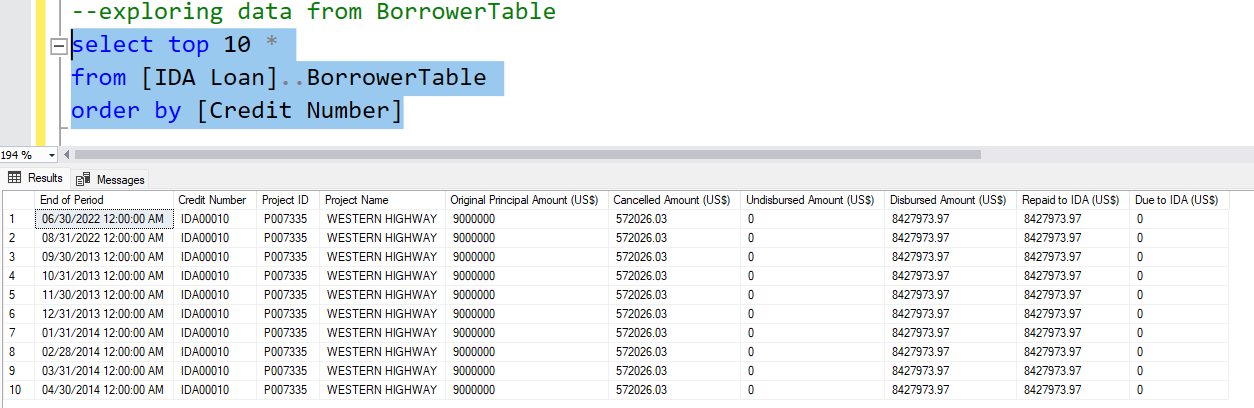 --exploring data from BorrowerTable
select top 10 *
from [IDA Loan]..BorrowerTable
order by [Credit Number]
194 %
Results Messages
End of Period Credit Number Project ID Project Name Original Principal Amount (US$) Cancelled Amount (US$) Undisbursed Amount (US$) Disbursed Amount (US$) Repaid to IDA (US$) Due to IDA (US$)
1 06/30/2022 12:00:00 AM IDA00010 P007335 WESTERN HIGHWAY 9000000 572026.03 0 8427973.97 8427973.97 0
2 08/31/2022 12:00:00 AM IDA00010 P007335 WESTERN HIGHWAY 9000000 572026.03 0 8427973.97 8427973.97 0
3 09/30/2013 12:00:00 AM IDA00010 P007335 WESTERN HIGHWAY 9000000 572026.03 0 8427973.97 8427973.97 0
4 10/31/2013 12:00:00 AM IDA00010 P007335 WESTERN HIGHWAY 9000000 572026.03 0 8427973.97 8427973.97 0
5 11/30/2013 12:00:00 AM IDA00010 P007335 WESTERN HIGHWAY 9000000 572026.03 0 8427973.97 8427973.97 0
6 12/31/2013 12:00:00 AM IDA00010 P007335 WESTERN HIGHWAY 9000000 572026.03 0 8427973.97 8427973.97 0
7 01/31/2014 12:00:00 AM IDA00010 P007335 WESTERN HIGHWAY 9000000 572026.03 0 8427973.97 8427973.97 0
8 02/28/2014 12:00:00 AM IDA00010 P007335 WESTERN HIGHWAY 9000000 572026.03 0 8427973.97 8427973.97 0
9 03/31/2014 12:00:00 AM IDA00010 P007335 WESTERN HIGHWAY 9000000 572026.03 0 8427973.97 8427973.97 0
10 04/30/2014 12:00:00 AM IDA00010 P007335 WESTERN HIGHWAY 9000000 572026.03 0 8427973.97 8427973.97 0